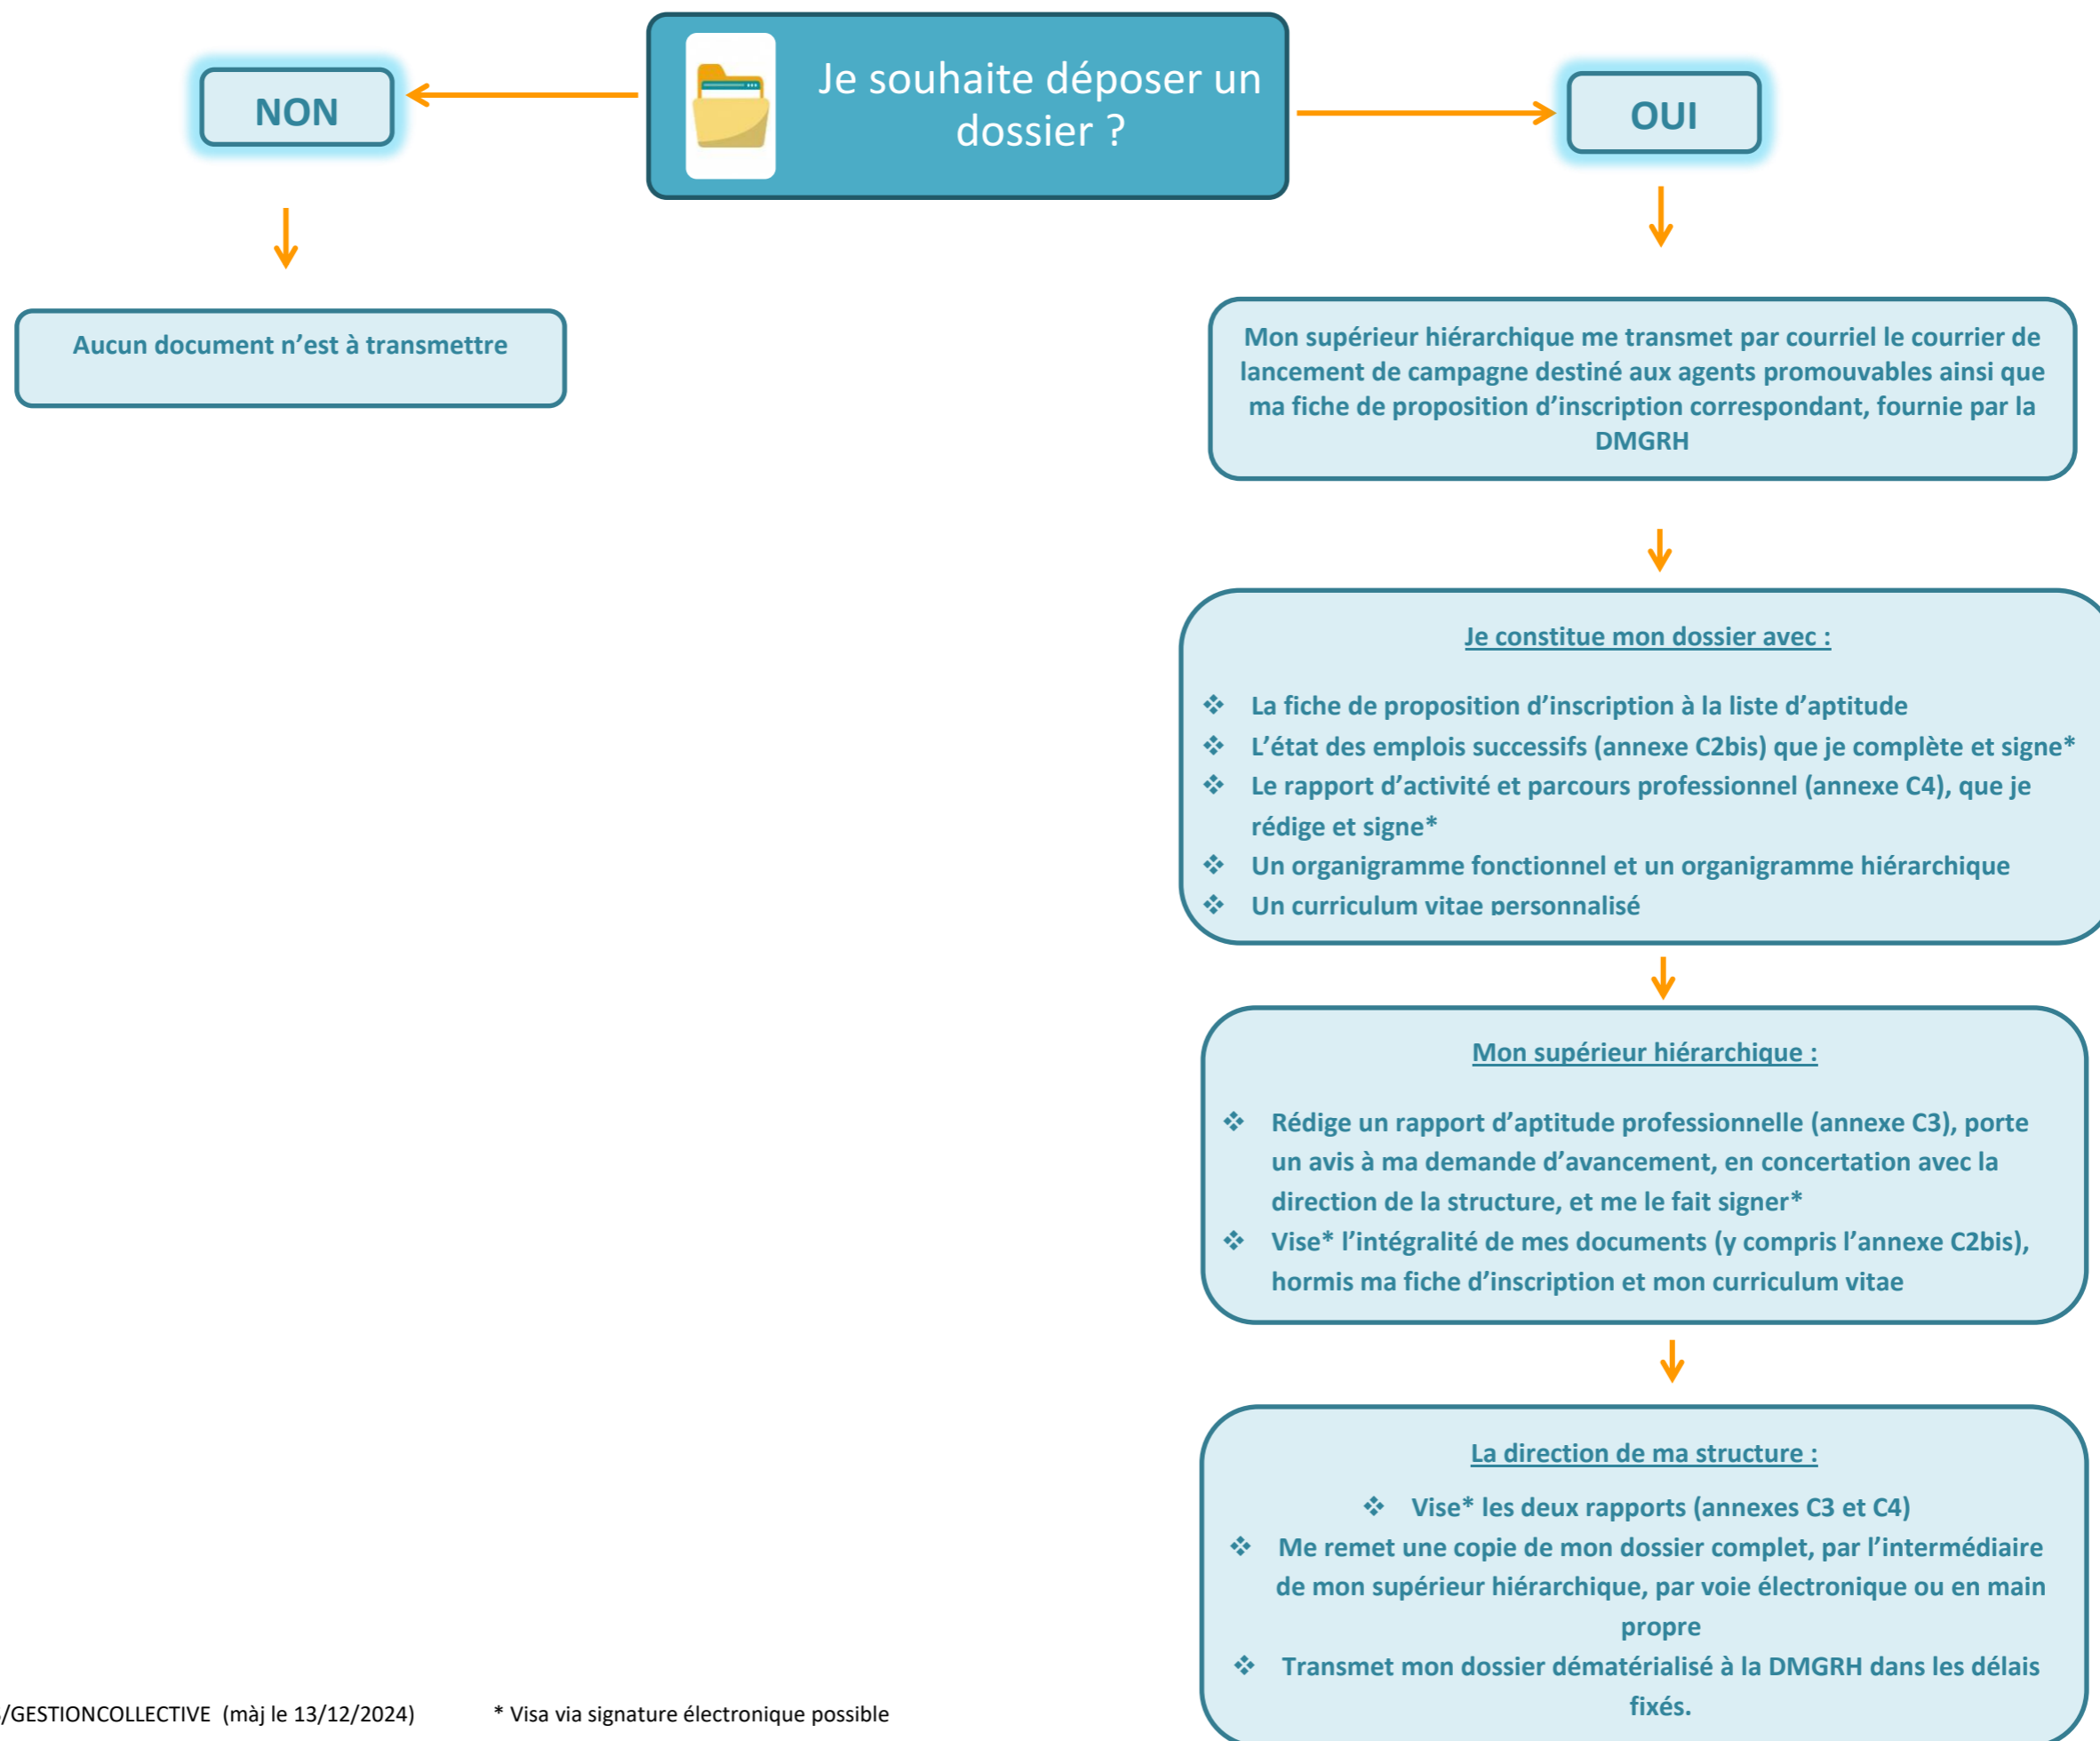 Je souhaite déposer un
dossier ?
NON
OUI
Aucun document n’est à transmettre
Mon supérieur hiérarchique me transmet par courriel le courrier de
lancement de campagne destiné aux agents promouvables ainsi que
ma fiche de proposition d’inscription correspondant, fournie par la
DMGRH
Je constitue mon dossier avec :
❖ La fiche de proposition d’inscription à la liste d’aptitude
❖ L’état des emplois successifs (annexe C2bis) que je complète et signe*
❖ Le rapport d’activité et parcours professionnel (annexe C4), que je
rédige et signe*
❖ Un organigramme fonctionnel et un organigramme hiérarchique
❖ Un curriculum vitae personnalisé
Mon supérieur hiérarchique :
❖ Rédige un rapport d’aptitude professionnelle (annexe C3), porte
un avis à ma demande d’avancement, en concertation avec la
direction de la structure, et me le fait signer*
❖ Vise* l’intégralité de mes documents (y compris l’annexe C2bis),
hormis ma fiche d’inscription et mon curriculum vitae
La direction de ma structure :
❖ Vise* les deux rapports (annexes C3 et C4)
❖ Me remet une copie de mon dossier complet, par l’intermédiaire
de mon supérieur hiérarchique, par voie électronique ou en main
propre
❖ Transmet mon dossier dématérialisé à la DMGRH dans les délais
fixés.
/GESTIONCOLLECTIVE (màj le 13/12/2024) * Visa via signature électronique possible